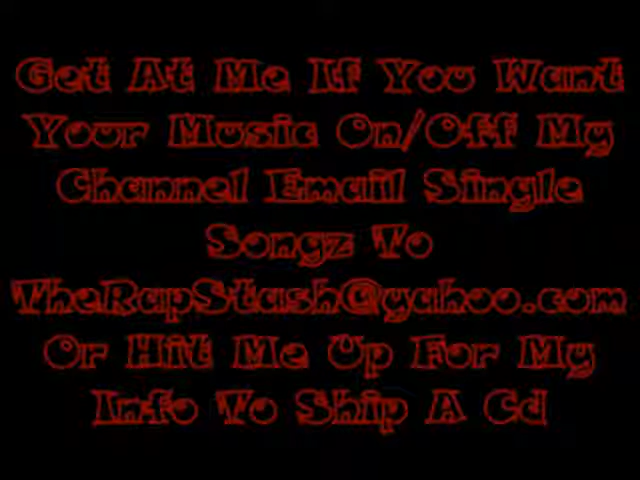 Get At Me If You Want
Your Music On/Off My
Channel Email Single
Songz To
TheRapStash@yahoo.com
Or Hit Me Up For My
Info To Ship A Cd